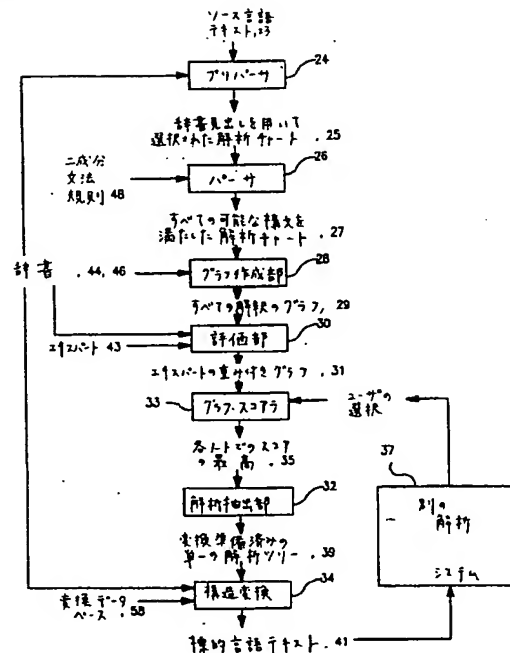 ソース言語
テキスト,23
プリパーサ
24
辞書見出しを用いて
選択された解析チャート . 25
二成分
文法
規則 48
パーサ
26
すべての可能な構文を
満たした解析チャート . 27
辞書 . 44, 46
グラフ作成部
28
すべての解釈のグラフ, 29
エキスパート 43
評価部
30
エキスパートの重み付きグラフ . 31
33
グラフ・スコアラ
ユーザの
選択
各ノードでのスコア
の最高 . 35
37
別の
解析
システム
解析抽出部
32
変換準備済みの
単一の解析ツリー . 39
変換データ
ベース . 58
構造変換
34
標的言語テキスト . 41